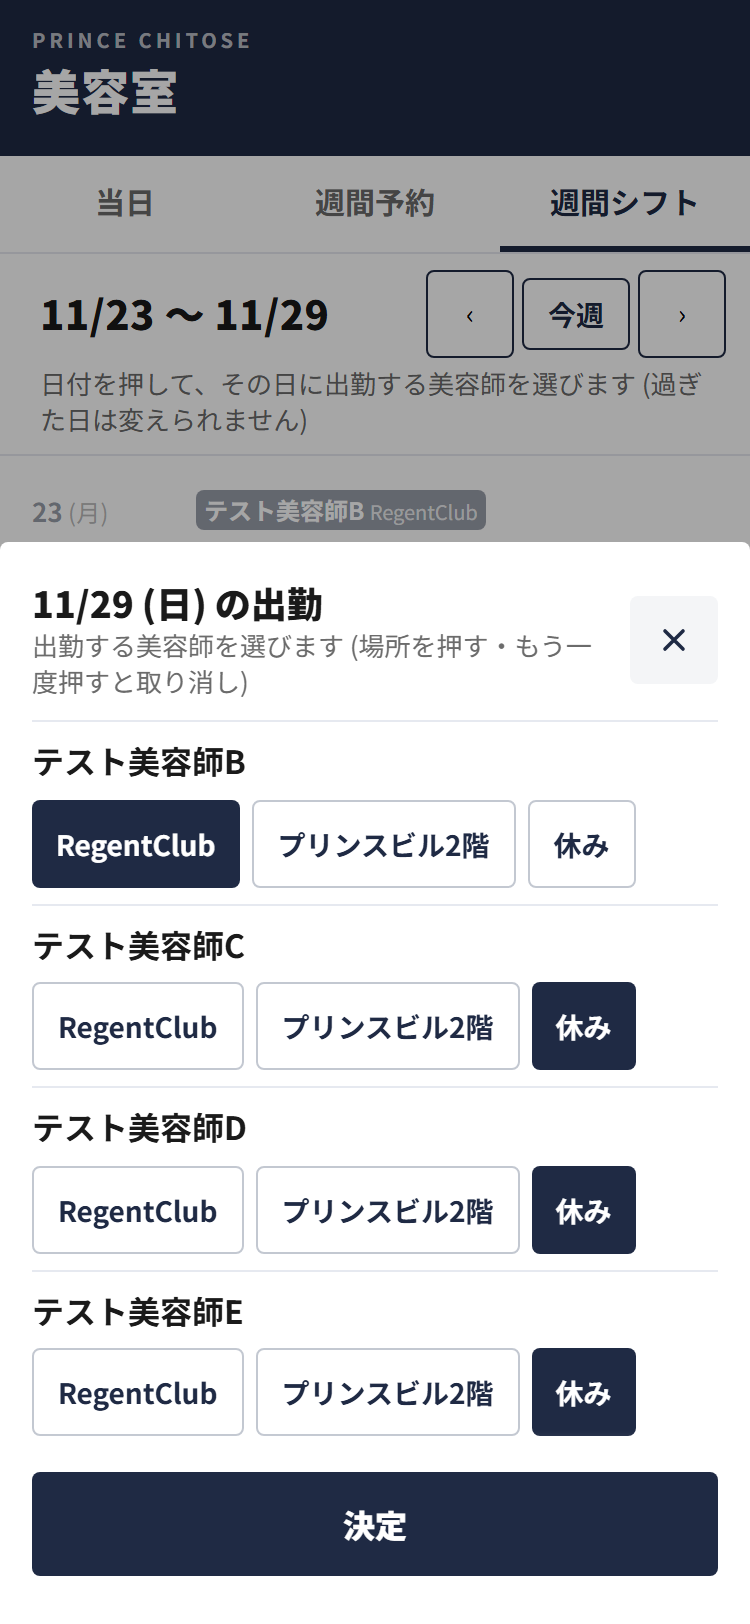 PRINCE CHITOSE
美容室
当日 週間予約 週間シフト
11/23 〜 11/29 ‹ 今週 ›
日付を押して、その日に出勤する美容師を選びます (過ぎ
た日は変えられません)
23 (月) テスト美容師B RegentClub
11/29 (日) の出勤
出勤する美容師を選びます (場所を押す・もう一
度押すと取り消し)
×
テスト美容師B
RegentClub プリンスビル2階 休み
テスト美容師C
RegentClub プリンスビル2階 休み
テスト美容師D
RegentClub プリンスビル2階 休み
テスト美容師E
RegentClub プリンスビル2階 休み
決定